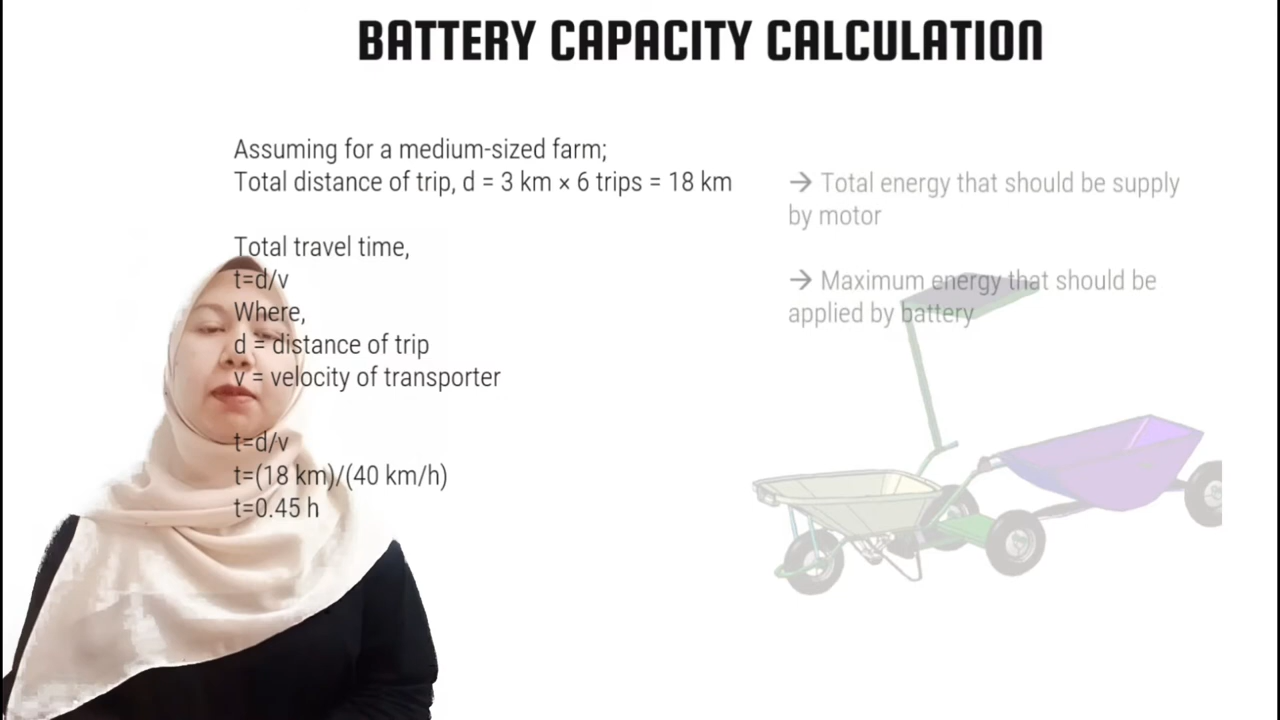 BATTERY CAPACITY CALCULATION
Assuming for a medium-sized farm;
Total distance of trip, d = 3 km × 6 trips = 18 km
Total travel time,
t=d/v
Where,
d = distance of trip
v = velocity of transporter
t=d/v
t=(18 km)/(40 km/h)
t=0.45 h
→ Total energy that should be supply
by motor
→ Maximum energy that should be
applied by battery